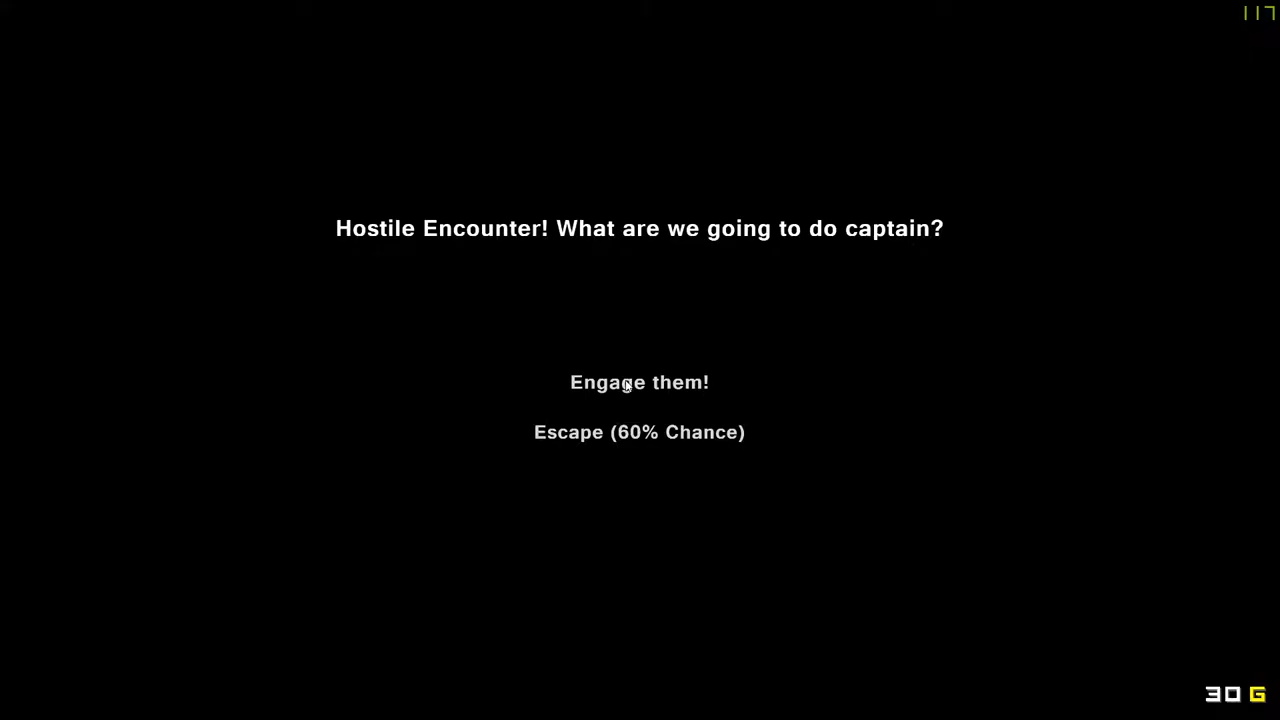 117
Hostile Encounter! What are we going to do captain?
Engage them!
Escape (60% Chance)
30 G